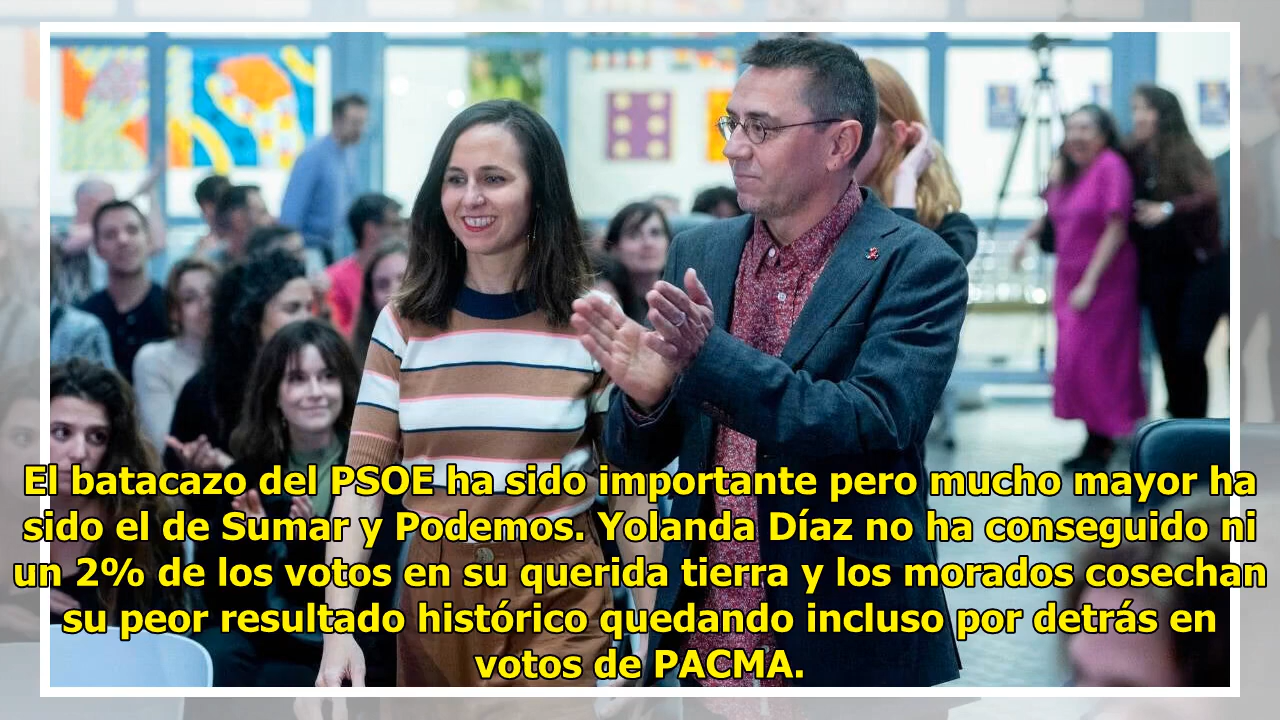 El batacazo del PSOE ha sido importante pero mucho mayor ha
sido el de Sumar y Podemos. Yolanda Díaz no ha conseguido ni
un 2% de los votos en su querida tierra y los morados cosechan
su peor resultado histórico quedando incluso por detrás en
votos de PACMA.